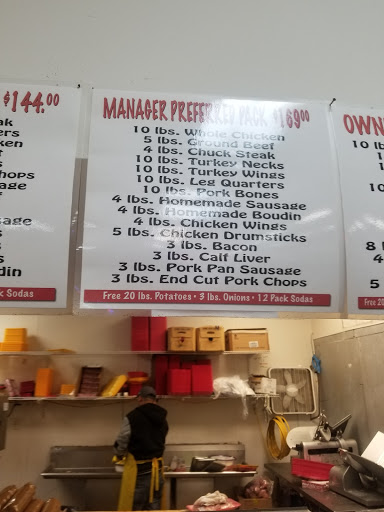 $144.00
ak
ers
ken
f
s
hops
age
f
usage
s
s
din
k Sodas
MANAGER PREFERRED PACK $169.00
10 lbs. Whole Chicken
5 lbs. Ground Beef
4 lbs. Chuck Steak
10 lbs. Turkey Necks
10 lbs. Turkey Wings
10 lbs. Leg Quarters
10 lbs. Pork Bones
4 lbs. Homemade Sausage
4 lbs. Homemade Boudin
4 lbs. Chicken Wings
5 lbs. Chicken Drumsticks
3 lbs. Bacon
3 lbs. Calf Liver
3 lbs. Pork Pan Sausage
3 lbs. End Cut Pork Chops
Free 20 lbs. Potatoes • 3 lbs. Onions • 12 Pack Sodas
OWN
10 l
8 l
4
5
Free 20